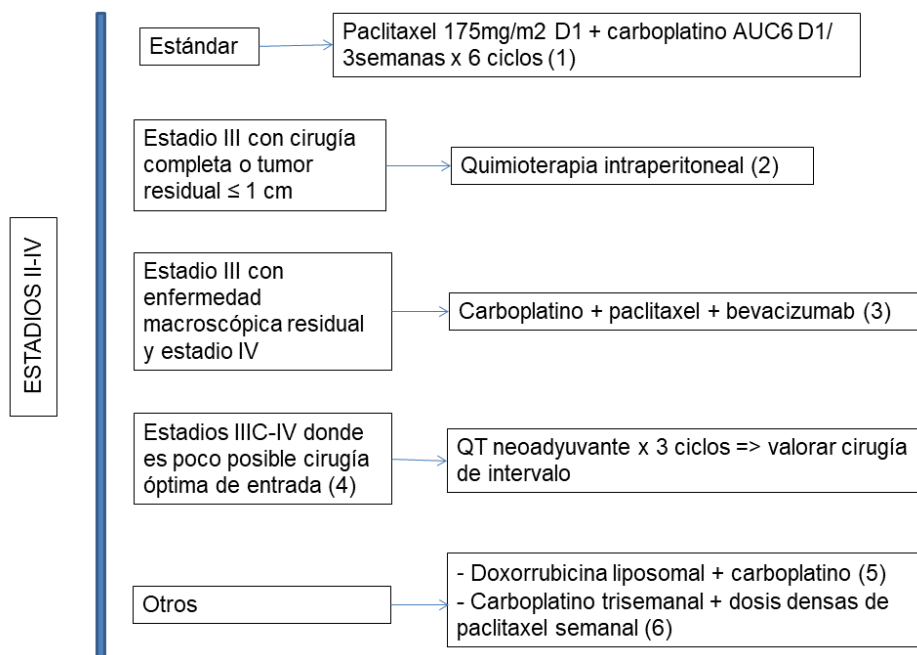 ESTADIOS II-IV
Estándar
Paclitaxel 175mg/m2 D1 + carboplatino AUC6 D1/
3semanas x 6 ciclos (1)
Estadio III con cirugía
completa o tumor
residual ≤ 1 cm
Quimioterapia intraperitoneal (2)
Estadio III con
enfermedad
macroscópica residual
y estadio IV
Carboplatino + paclitaxel + bevacizumab (3)
Estadios IIIC-IV donde
es poco posible cirugía
óptima de entrada (4)
QT neoadyuvante x 3 ciclos => valorar cirugía
de intervalo
Otros
- Doxorrubicina liposomal + carboplatino (5)
- Carboplatino trisemanal + dosis densas de
paclitaxel semanal (6)